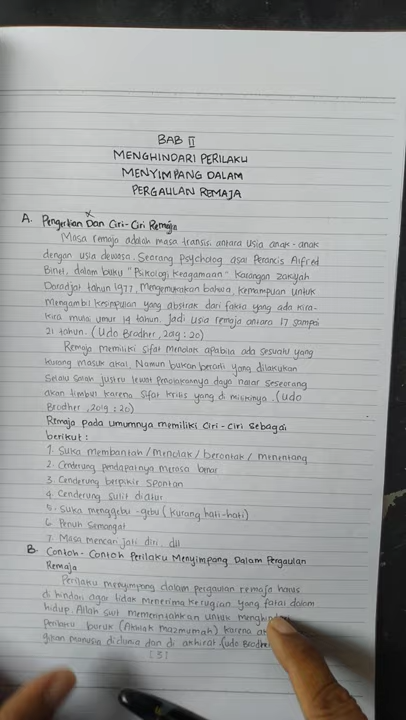 BAB II
MENGHINDARI PERILAKU
MENYIMPANG DALAM
PERGAULAN REMAJA
A. Pengertian Dan Ciri-Ciri Remaja
Masa remaja adalah masa transisi antara usia anak-anak
dengan usia dewasa. Seorang psycholog asal Perancis Alfred
Binet, dalam buku "Psikologi Keagamaan" Karangan Zakiyah
Daradjat tahun 1977, Mengemukakan bahwa, kemampuan untuk
Mengambil Kesimpulan yang abstrak dari fakta yang ada kira-
kira mulai umur 14 tahun. Jadi usia remaja antara 17 sampai
21 tahun. (Udo Brodher, 2019:20)
Remaja memiliki sifat Menolak apabila ada sesuatu yang
kurang masuk akal. Namun bukan berarti yang dilakukan
selalu salah justru lewat Penolakannya daya nalar seseorang
akan timbul karena sifat kritis yang dimilikinya. (Udo
Brodher, 2019:20)
Remaja pada umumnya memiliki ciri-ciri sebagai
berikut:
1. Suka membantah/menolak/berontak/menentang
2. Cenderung pendapatnya merasa benar
3. Cenderung berpikir spontan
4. Cenderung sulit diatur
5. Suka menggebu-gebu (kurang hati-hati)
6. Penuh Semangat
7. Masa mencari jati diri, dll
B. Contoh-Contoh Perilaku Menyimpang Dalam Pergaulan
Remaja
Perilaku menyimpang dalam pergaulan remaja harus
di hindari agar tidak menerima kerugian yang fatal dalam
hidup. Allah swt memerintahkan untuk menghindari
perilaku buruk (Akhlak mazmumah) karena
manusia didunia dan di akhirat. (Udo Brodher
[3]